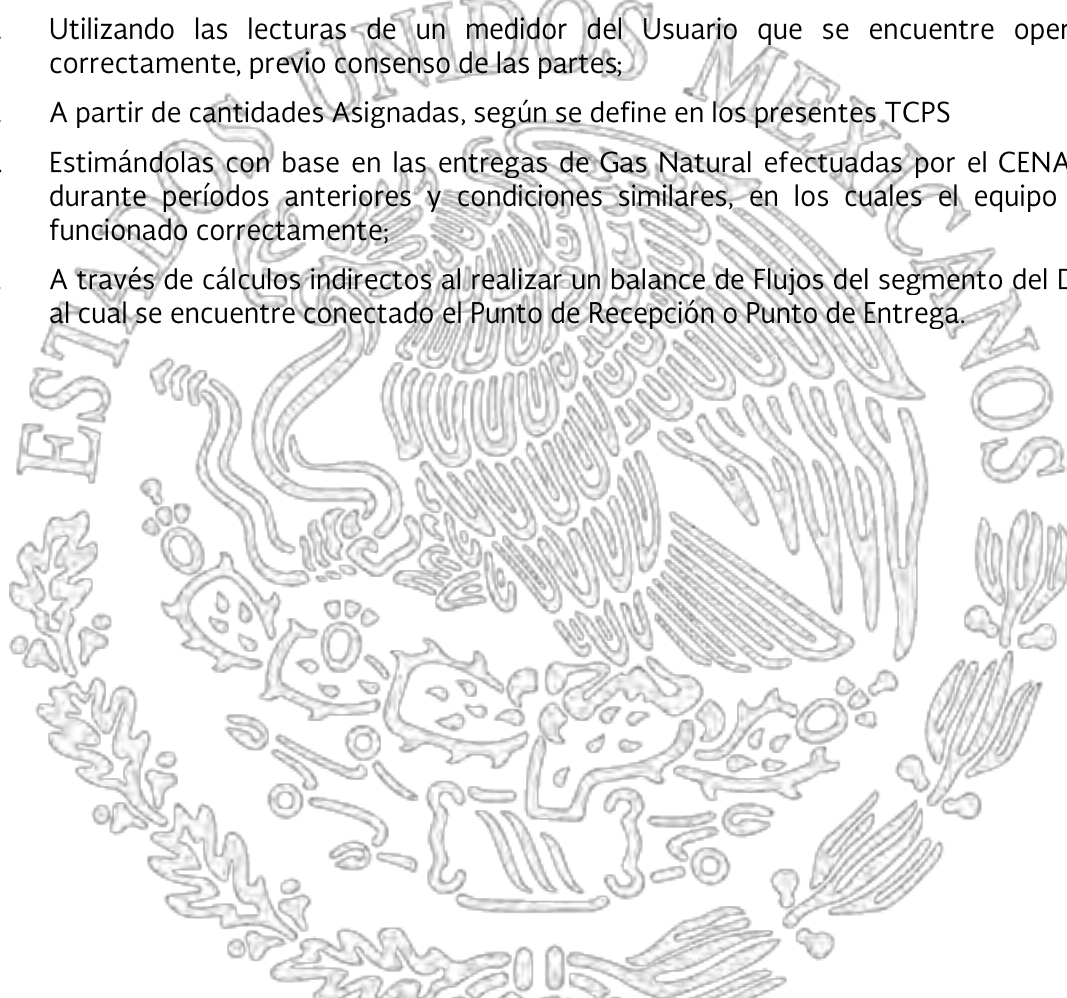 . Utilizando las lecturas de un medidor del Usuario que se encuentre oper
correctamente, previo consenso de las partes;
. A partir de cantidades Asignadas, según se define en los presentes TCPS
. Estimándolas con base en las entregas de Gas Natural efectuadas por el CENA
durante períodos anteriores y condiciones similares, en los cuales el equipo
funcionado correctamente;
. A través de cálculos indirectos al realizar un balance de Flujos del segmento del D
al cual se encuentre conectado el Punto de Recepción o Punto de Entrega.
ESTADOS UNIDOS MEXICANOS